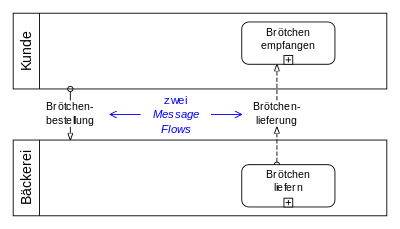 Kunde
Brötchen
empfangen
Brötchen-
bestellung
zwei
Message
Flows
Brötchen-
lieferung
Bäckerei
Brötchen
liefern